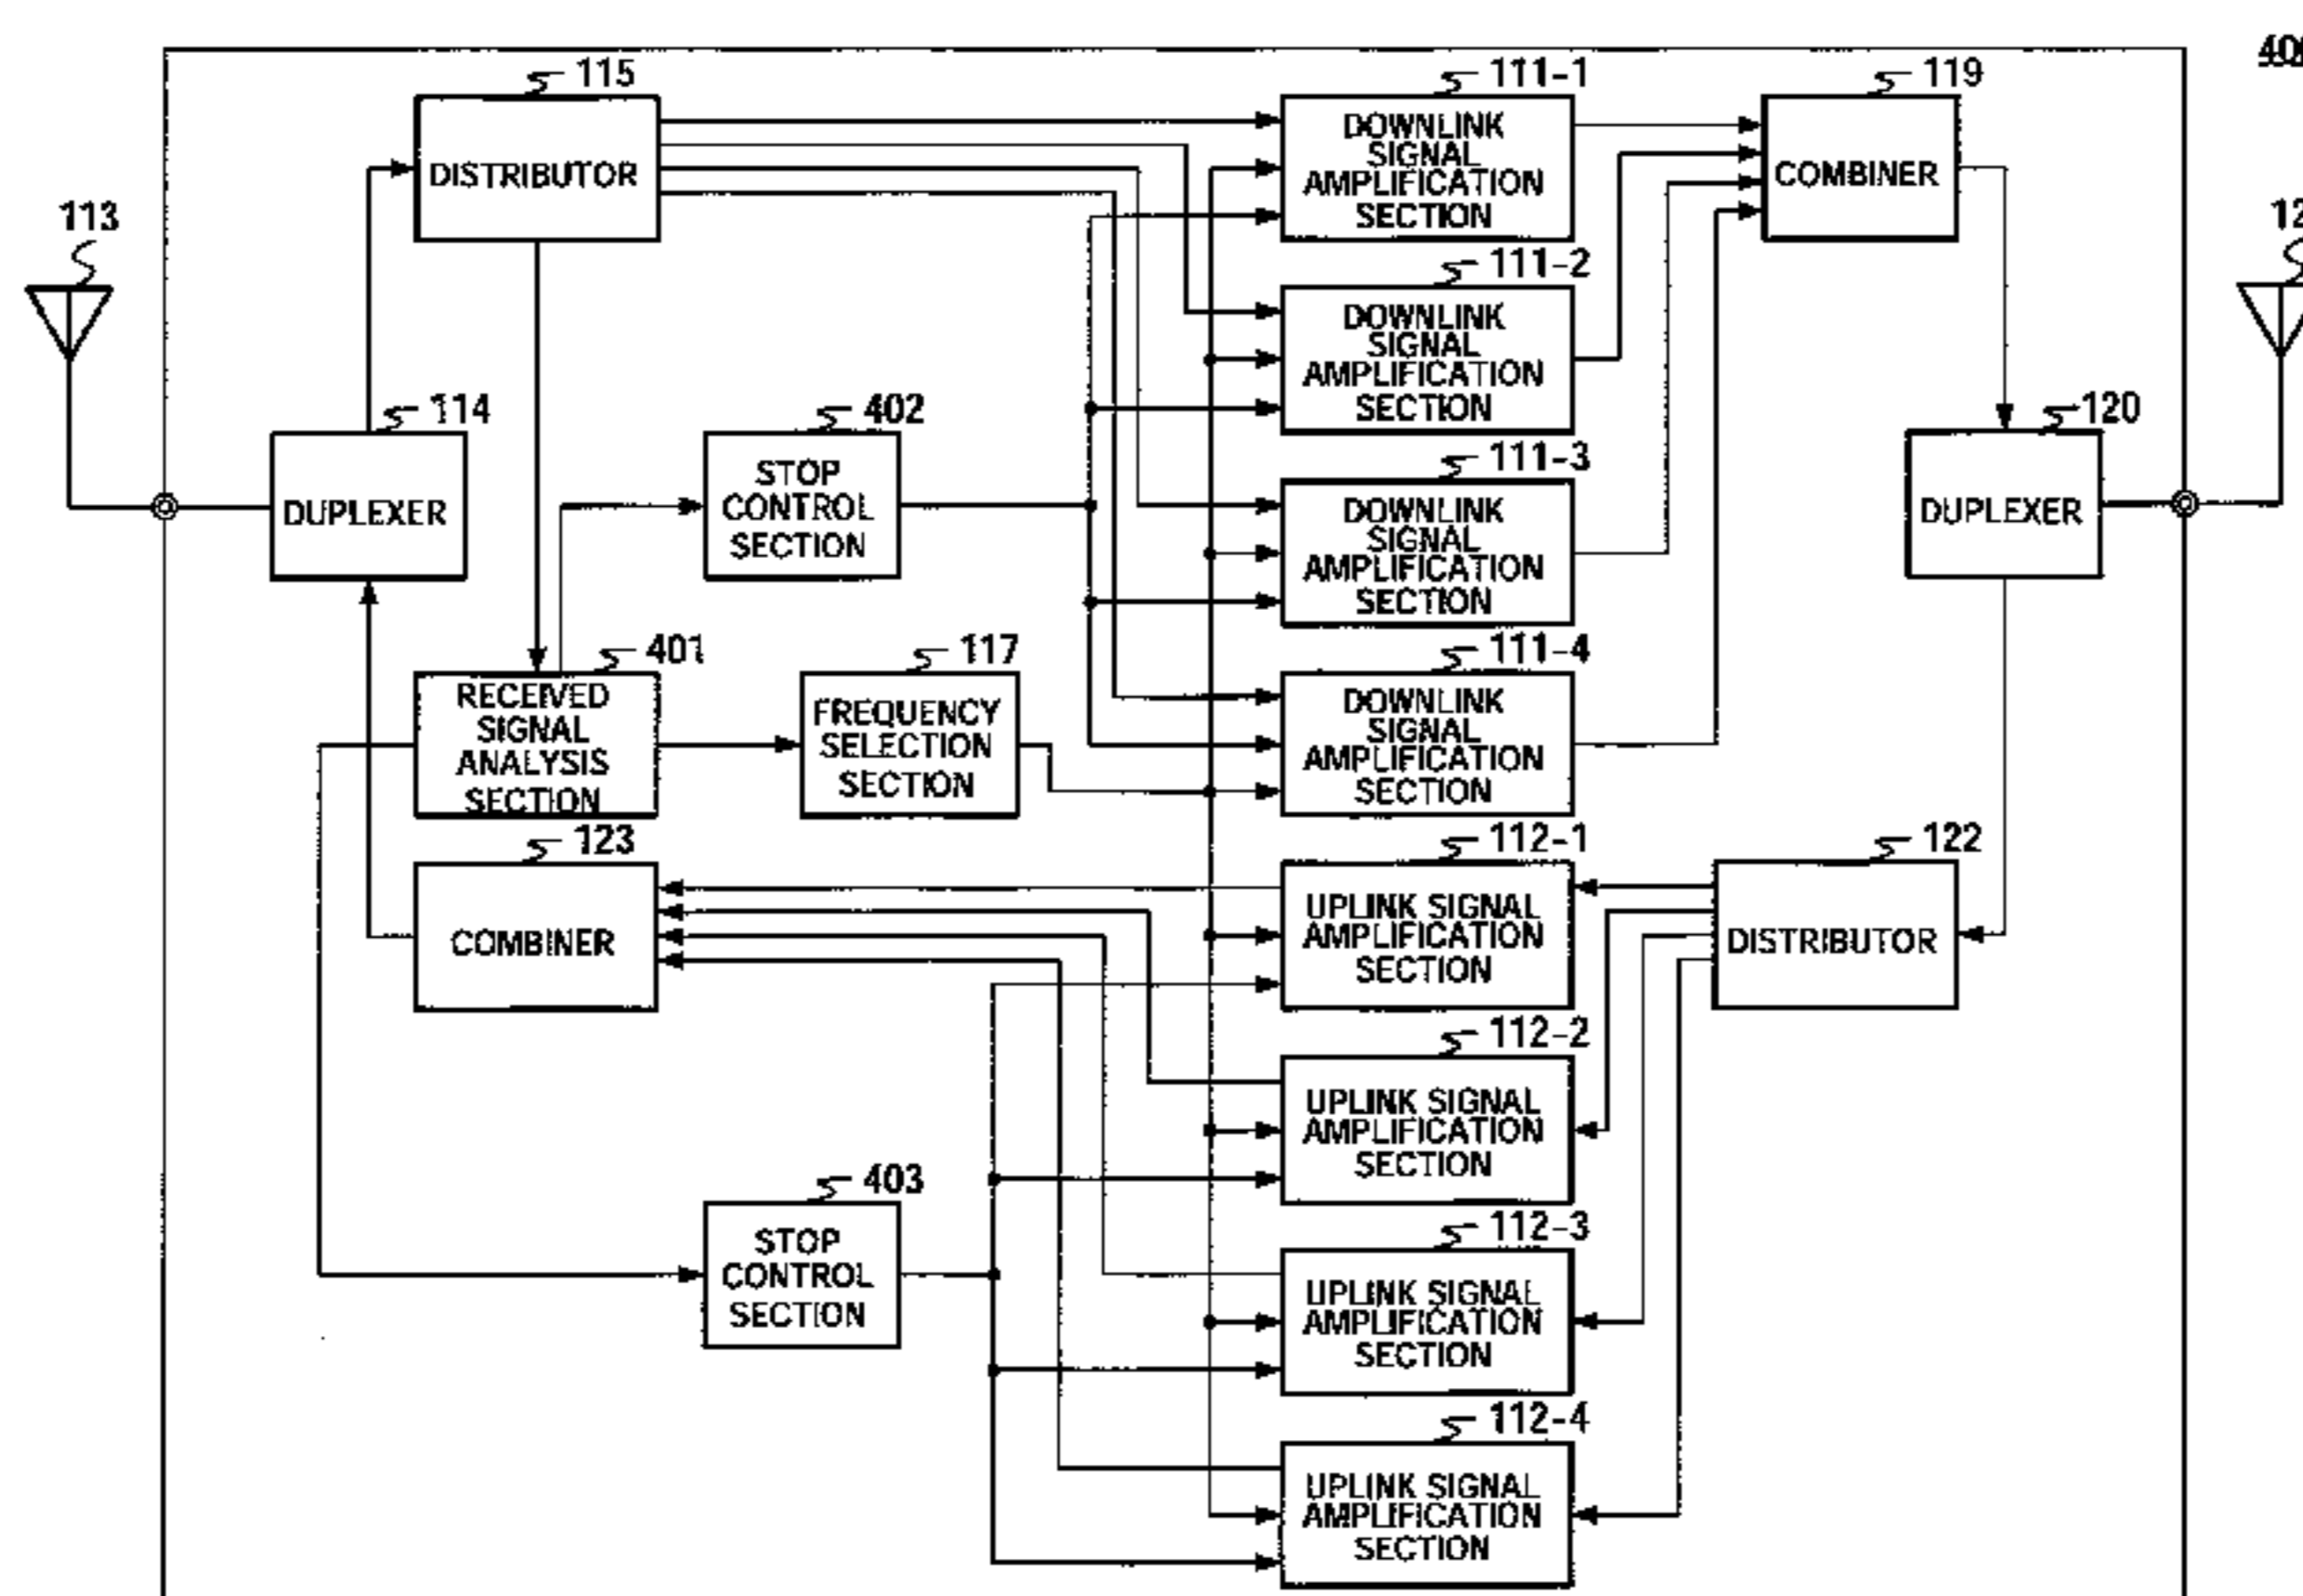 115
DISTRIBUTOR
111-1
DOWNLINK
SIGNAL
AMPLIFICATION
SECTION
119
COMBINER
113
111-2
DOWNLINK
SIGNAL
AMPLIFICATION
SECTION
114
DUPLEXER
402
STOP
CONTROL
SECTION
111-3
DOWNLINK
SIGNAL
AMPLIFICATION
SECTION
120
DUPLEXER
401
RECEIVED
SIGNAL
ANALYSIS
SECTION
117
FREQUENCY
SELECTION
SECTION
111-4
DOWNLINK
SIGNAL
AMPLIFICATION
SECTION
123
COMBINER
112-1
UPLINK SIGNAL
AMPLIFICATION
SECTION
122
DISTRIBUTOR
112-2
UPLINK SIGNAL
AMPLIFICATION
SECTION
403
STOP
CONTROL
SECTION
112-3
UPLINK SIGNAL
AMPLIFICATION
SECTION
112-4
UPLINK SIGNAL
AMPLIFICATION
SECTION